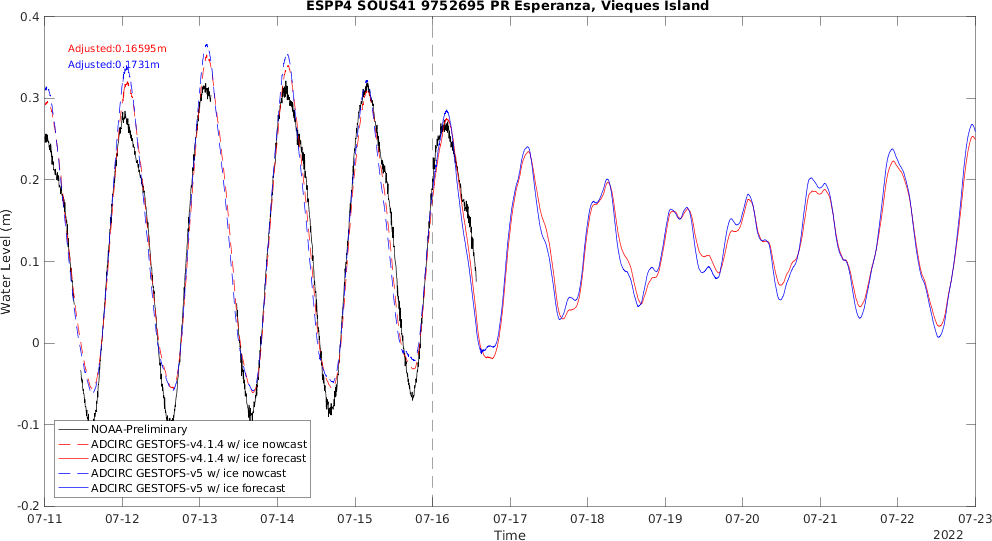 ESPP4 SOUS41 9752695 PR Esperanza, Vieques Island
0.4
Adjusted:0.16595m
Adjusted:0.1731m
0.3
0.2
0.1
0
-0.1
-0.2
Water Level (m)
NOAA-Preliminary
ADCIRC GESTOFS-v4.1.4 w/ ice nowcast
ADCIRC GESTOFS-v4.1.4 w/ ice forecast
ADCIRC GESTOFS-v5 w/ ice nowcast
ADCIRC GESTOFS-v5 w/ ice forecast
07-11 07-12 07-13 07-14 07-15 07-16 07-17 07-18 07-19 07-20 07-21 07-22 07-23
Time
2022